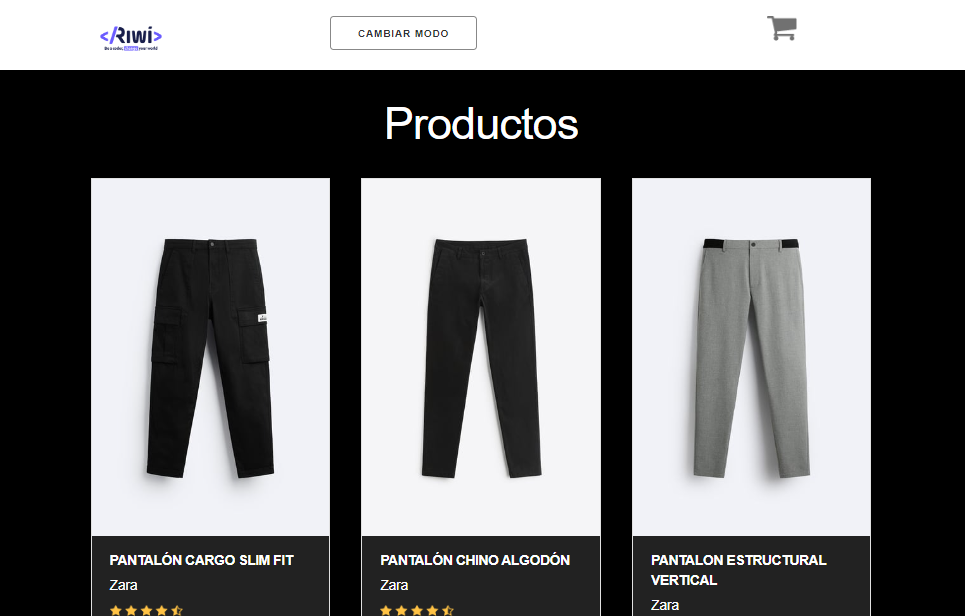 </Riwi>
Be a coder, change your world
CAMBIAR MODO
Productos
PANTALÓN CARGO SLIM FIT
Zara
PANTALÓN CHINO ALGODÓN
Zara
PANTALON ESTRUCTURAL
VERTICAL
Zara